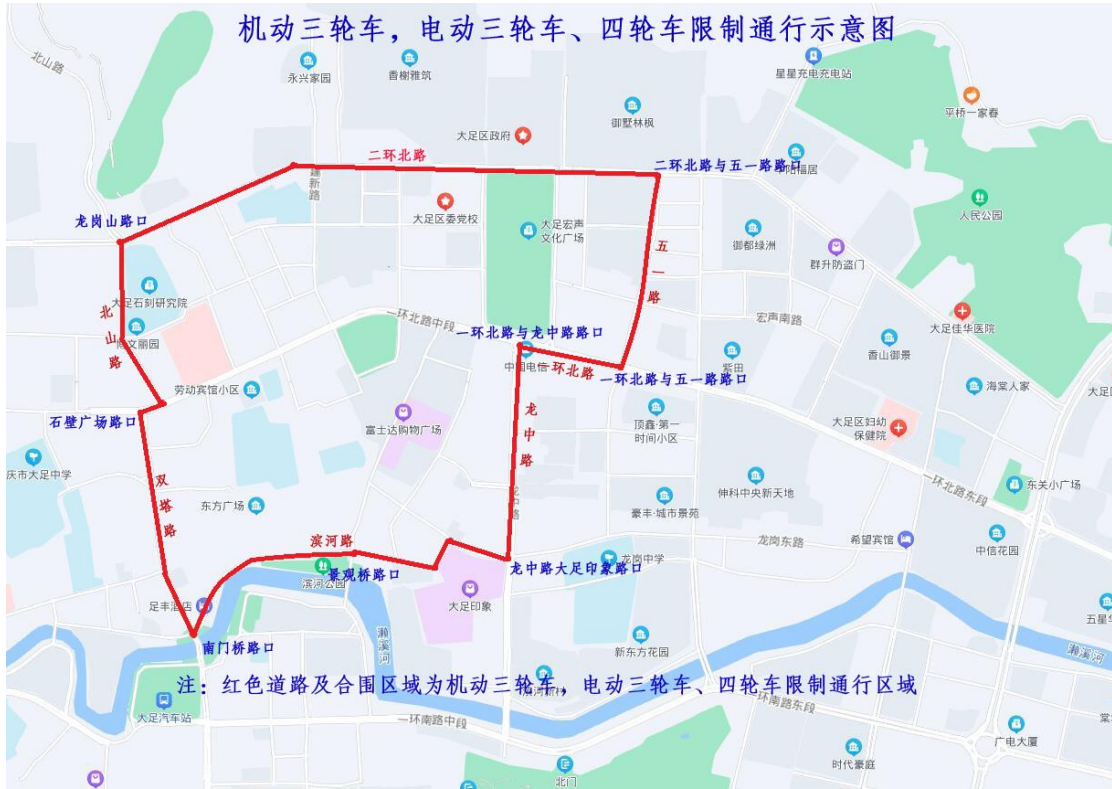 机动三轮车，电动三轮车、四轮车限制通行示意图
北山路
永兴家园
香榭雅筑
星星充电充电站
平桥一家春
御墅林枫
大足区政府
二环北路
二环北路与五一路路口
阳福居
建新路
人民公园
大足区委党校
龙岗山路口
大足宏声
文化广场
御都绿洲
群升防盗门
五一路
大足石刻研究院
北山路
一环北路中段
一环北路与龙中路路口
宏声南路
大足佳华医院
香山御景
中国电信
一环北路
一环北路与五一路路口
紫田
海棠人家
劳动宾馆小区
石壁广场路口
富士达购物广场
龙中路
顶鑫·第一
时间小区
大足区妇幼
保健院
庆市大足中学
双塔路
东方广场
伸科中央新天地
东关小广场
豪丰·城市景苑
一环北路东段
滨河路
龙岗东路
希望宾馆
中信花园
景观桥路口
滨河公园
龙中路大足印象路口
龙岗中学
足丰酒店
大足印象
五星华
南门桥路口
濑溪河
新东方花园
濑溪河
注：红色道路及合围区域为机动三轮车，电动三轮车、四轮车限制通行区域
大足汽车站
一环南路中段
一环南路东段
广电大厦
时代豪庭
北门